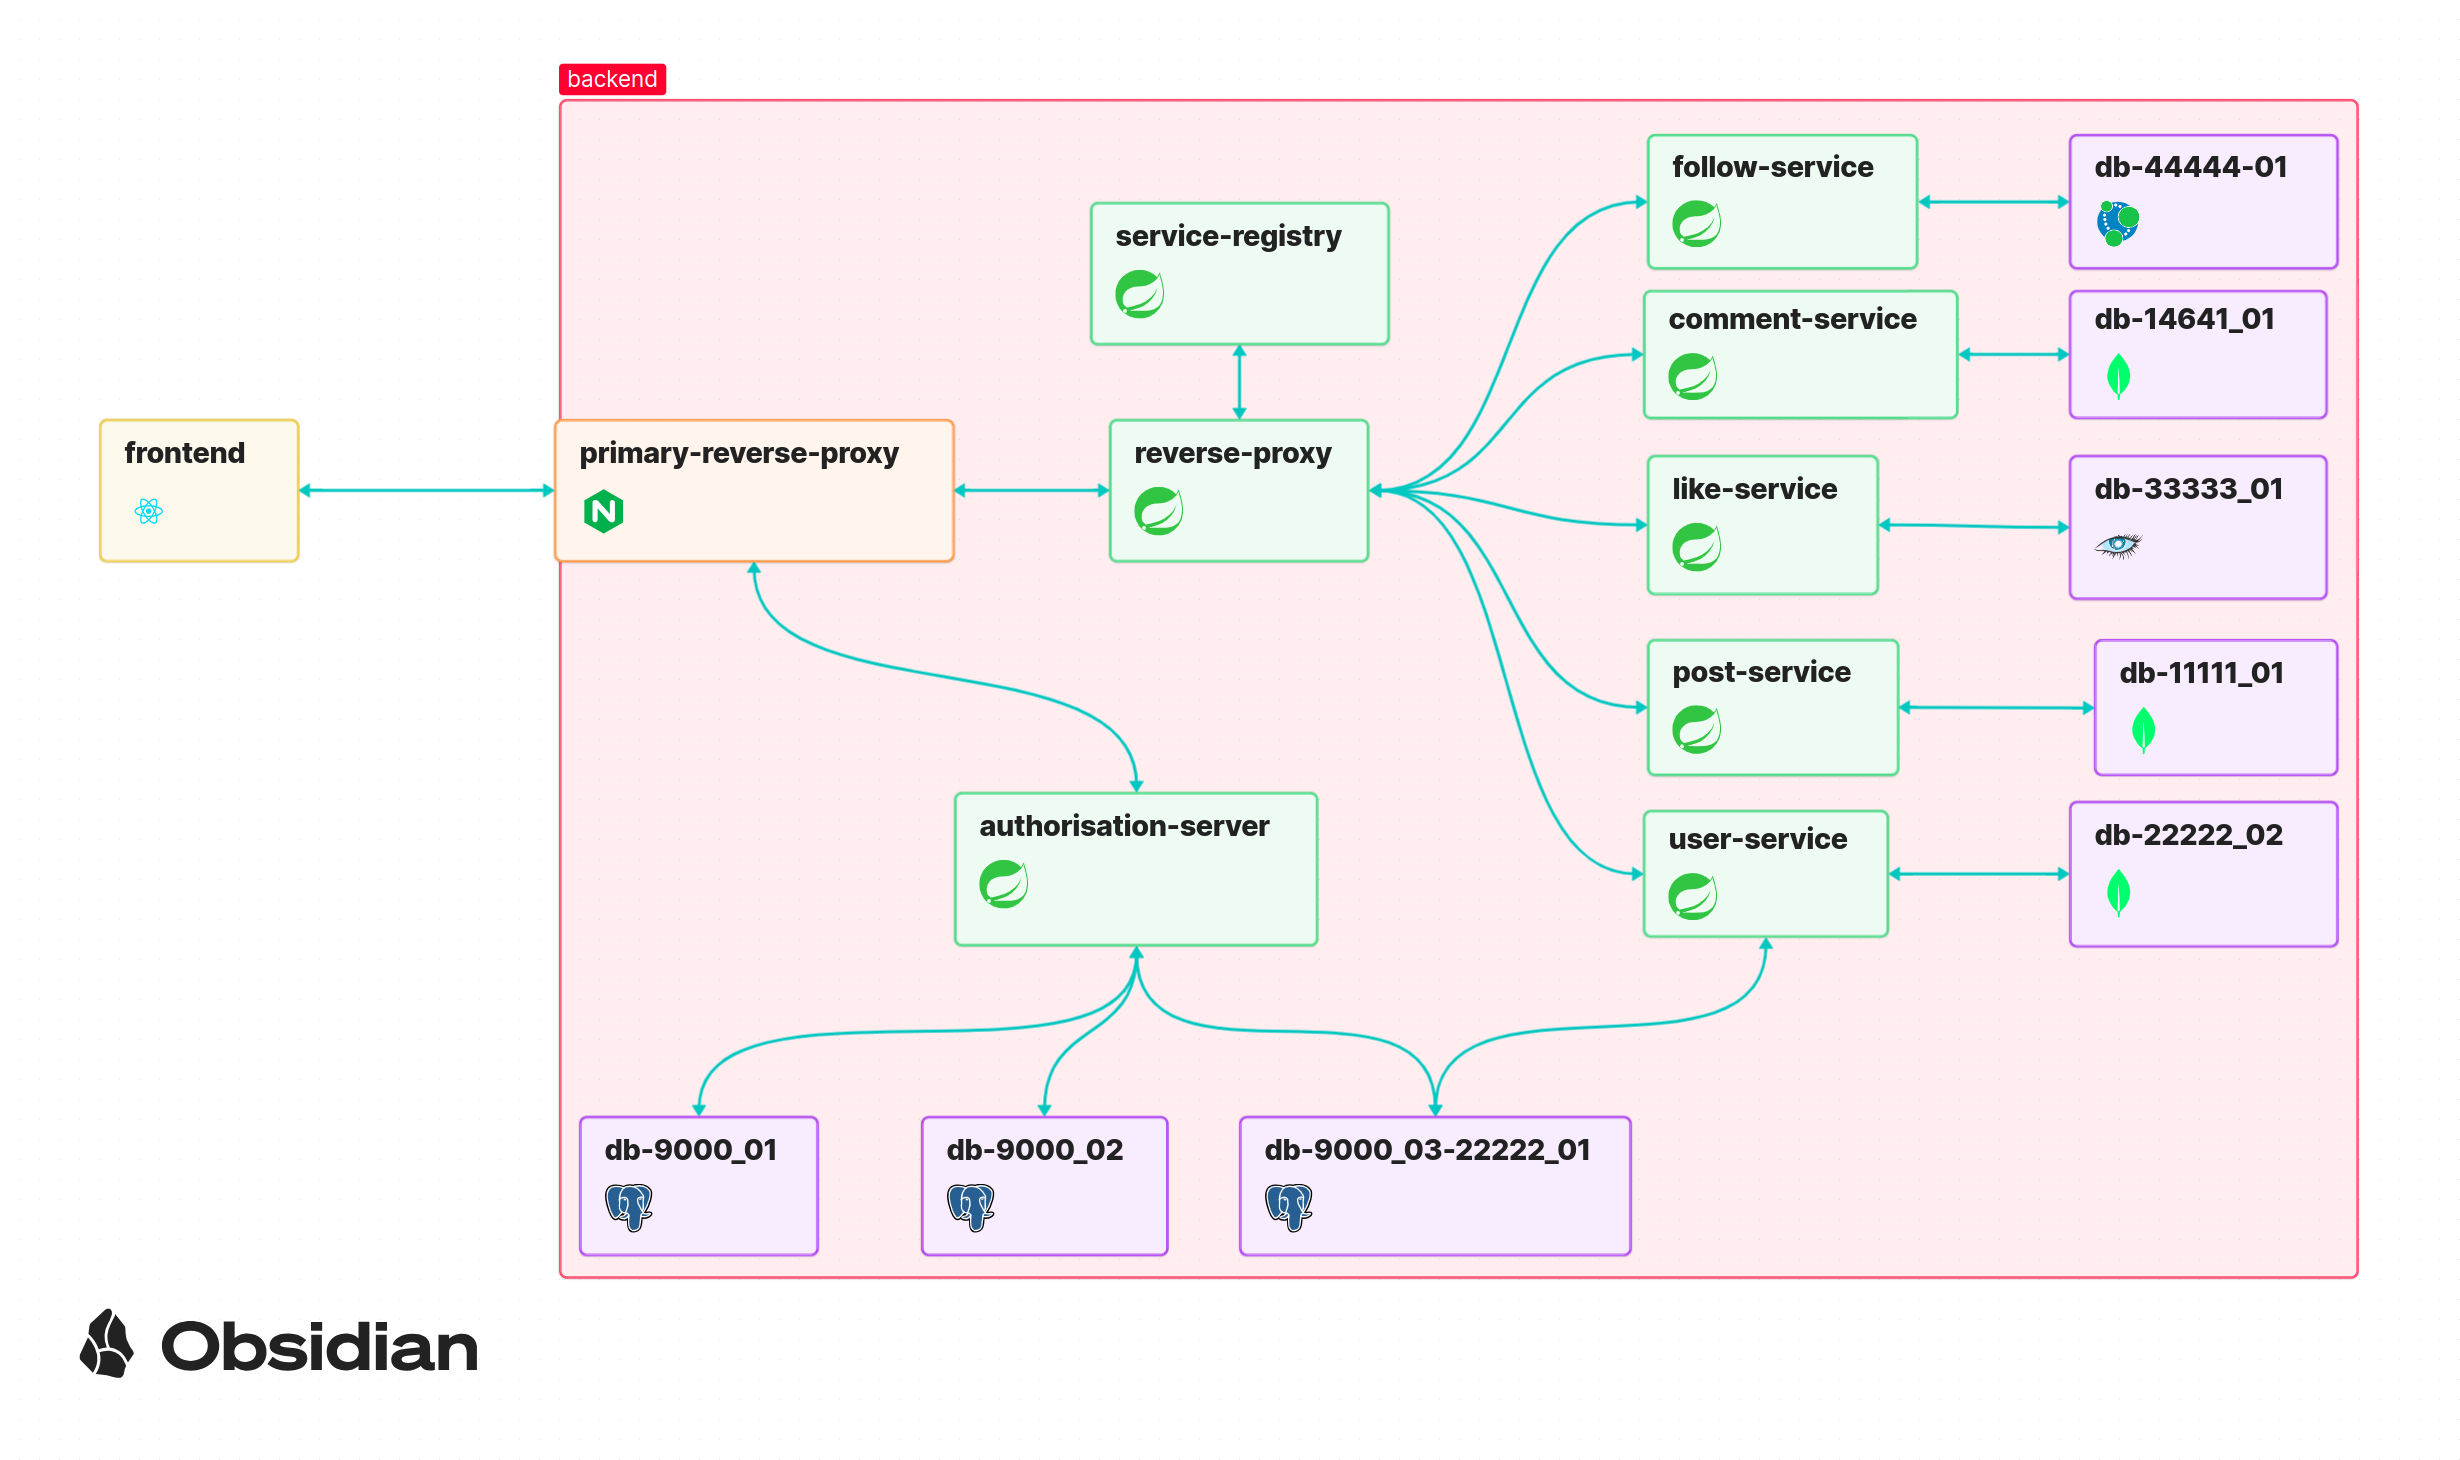 backend
follow-service
db-44444-01
service-registry
comment-service
db-14641_01
frontend
primary-reverse-proxy
reverse-proxy
like-service
db-33333_01
post-service
db-11111_01
authorisation-server
user-service
db-22222_02
db-9000_01
db-9000_02
db-9000_03-22222_01
Obsidian